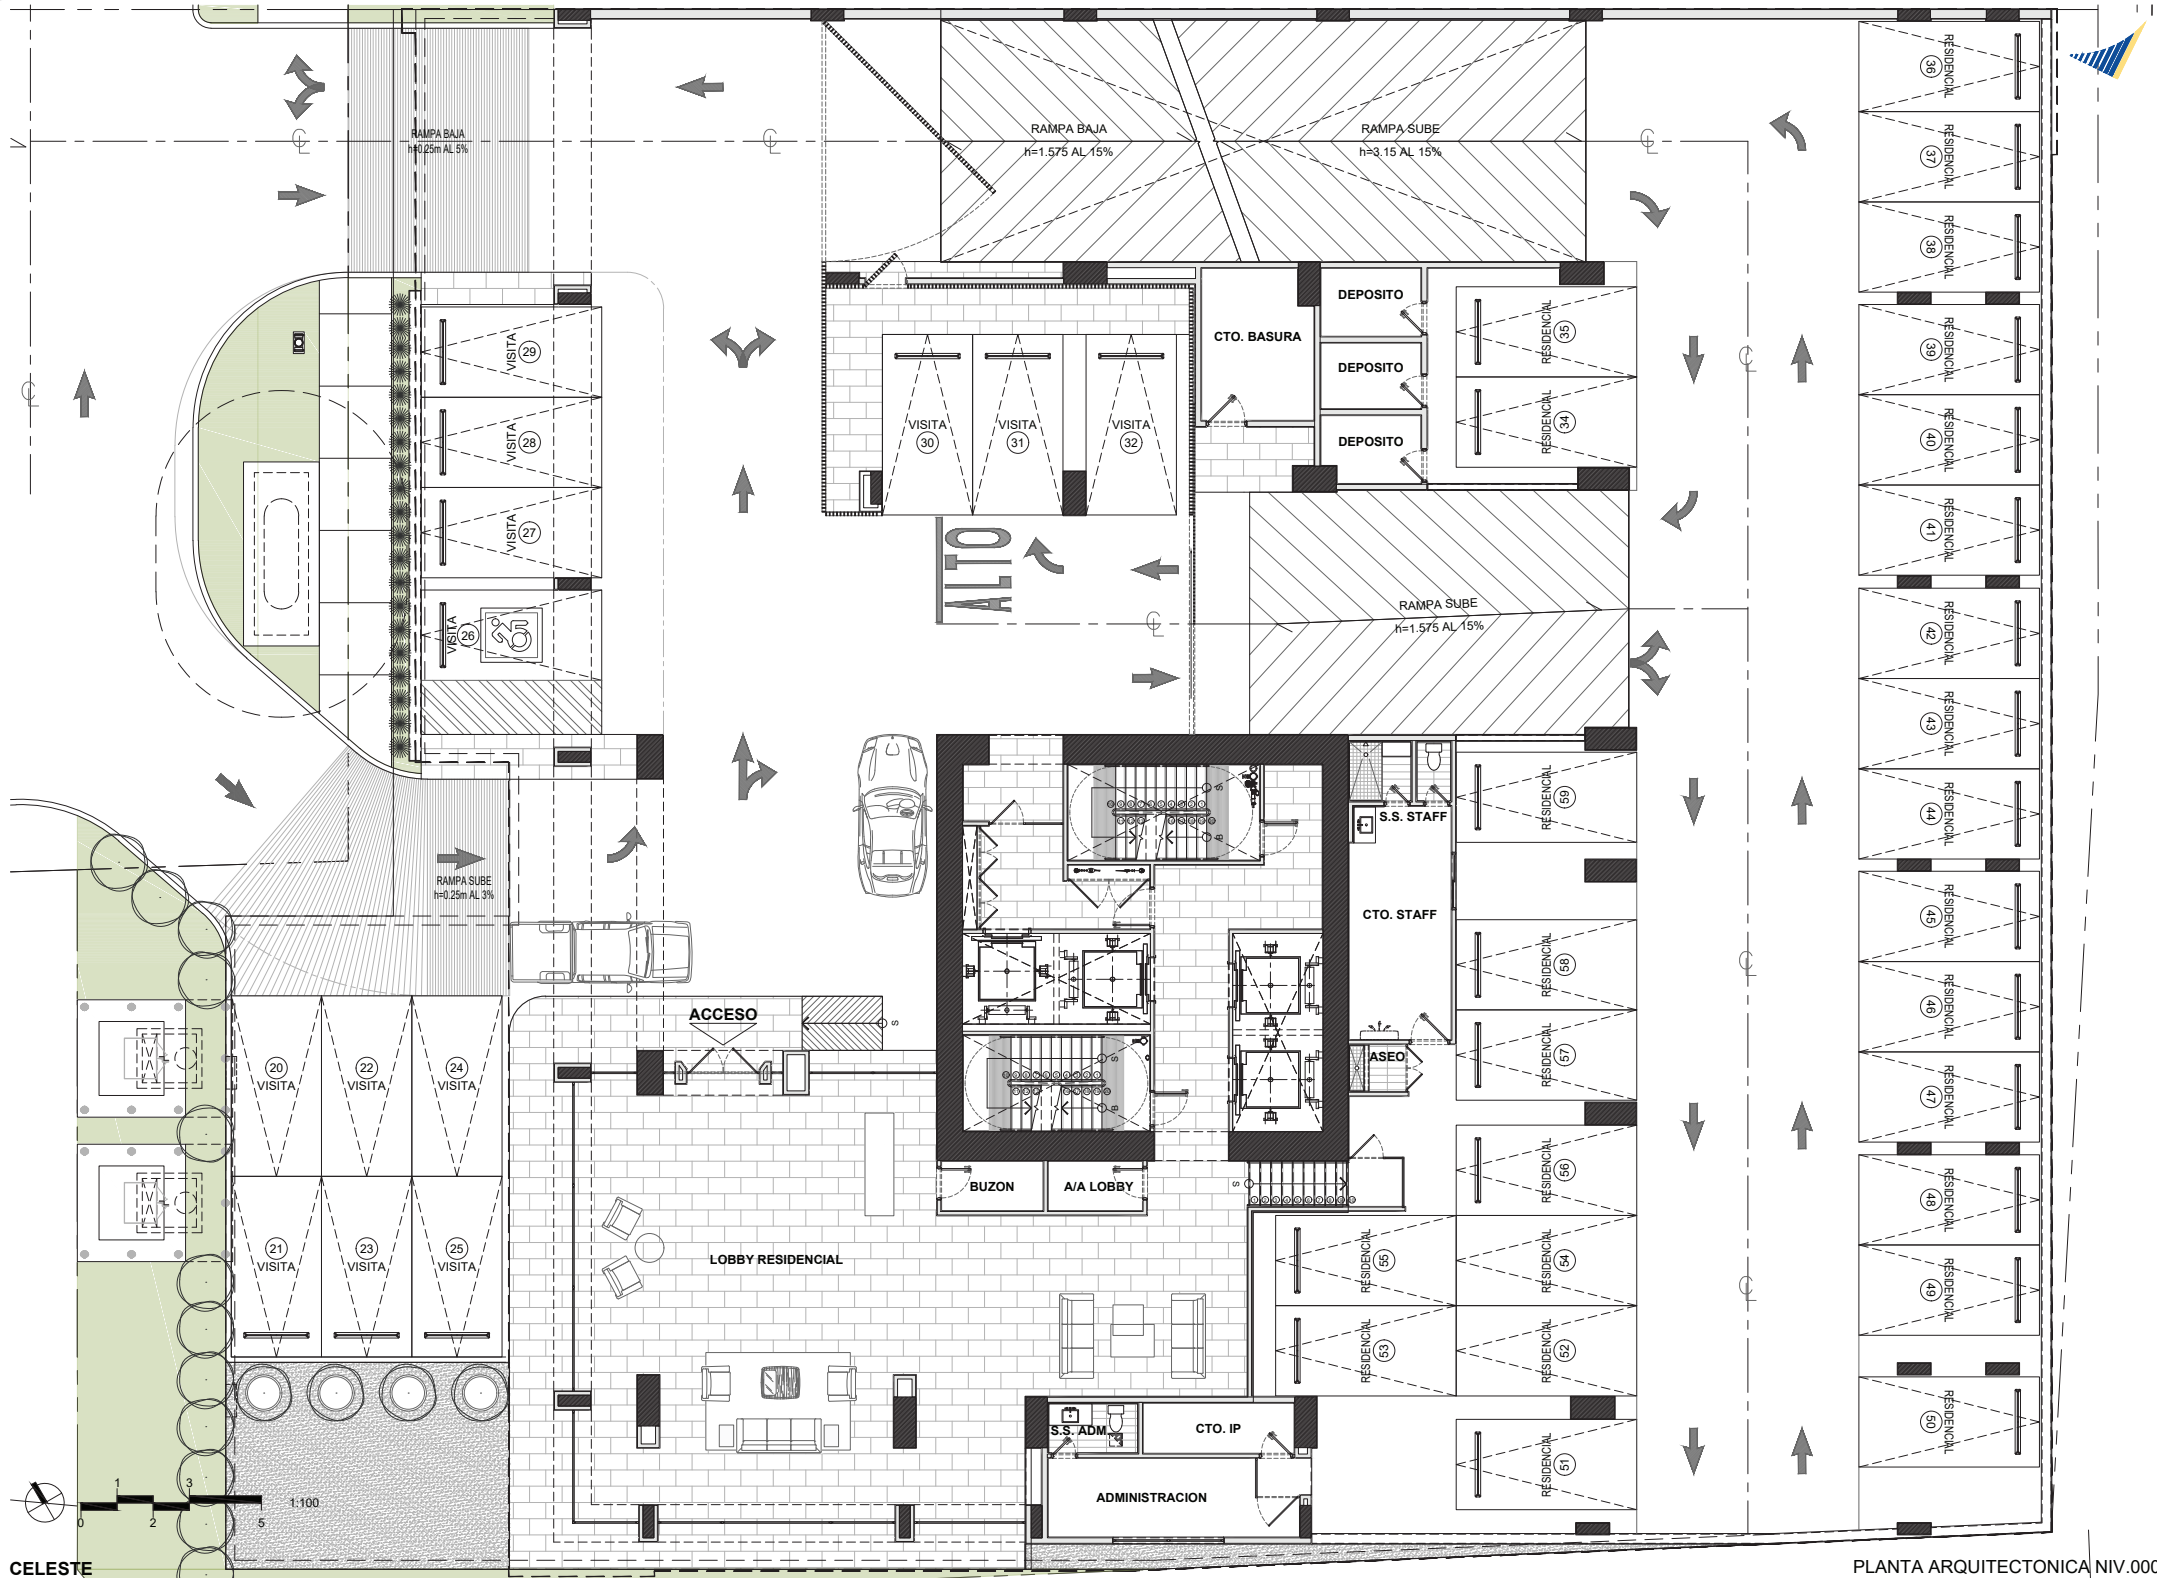 RAMPA BAJA
h=0.25m AL 5%
RAMPA BAJA
h=1.575 AL 15%
RAMPA SUBE
h=3.15 AL 15%
36
RESIDENCIAL
37
RESIDENCIAL
38
RESIDENCIAL
39
RESIDENCIAL
40
RESIDENCIAL
41
RESIDENCIAL
42
RESIDENCIAL
43
RESIDENCIAL
44
RESIDENCIAL
45
RESIDENCIAL
46
RESIDENCIAL
47
RESIDENCIAL
48
RESIDENCIAL
49
RESIDENCIAL
50
RESIDENCIAL
VISITA
29
VISITA
28
VISITA
27
VISITA
26
VISITA
30
VISITA
31
VISITA
32
CTO. BASURA
DEPOSITO
DEPOSITO
DEPOSITO
RESIDENCIAL
35
RESIDENCIAL
34
ALTO
RAMPA SUBE
h=1.575 AL 15%
RESIDENCIAL
59
S.S. STAFF
CTO. STAFF
RESIDENCIAL
58
RESIDENCIAL
57
ASEO
RAMPA SUBE
h=0.25m AL 3%
ACCESO
S
S
B
S
B
20
VISITA
22
VISITA
24
VISITA
21
VISITA
23
VISITA
25
VISITA
BUZON
A/A LOBBY
S
RESIDENCIAL
56
LOBBY RESIDENCIAL
RESIDENCIAL
55
RESIDENCIAL
54
RESIDENCIAL
53
RESIDENCIAL
52
S.S. ADM.
CTO. IP
RESIDENCIAL
51
ADMINISTRACION
1 3
1:100
0 2 5
CELESTE
PLANTA ARQUITECTONICA NIV.000